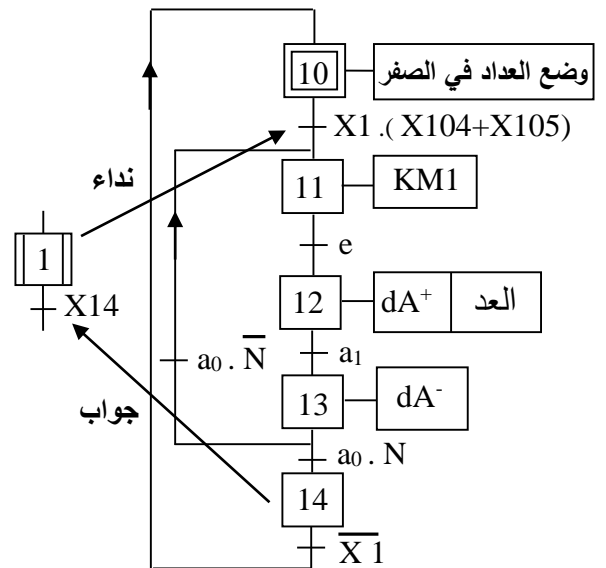 10 وضع العداد في الصفر
X1 .( X104+X105)
نداء
11 KM1
1
e
X14
12 dA⁺ العد
a₀ . N̅
a₁
جواب
13 dA⁻
a₀ . N
14
X̅ 1̅